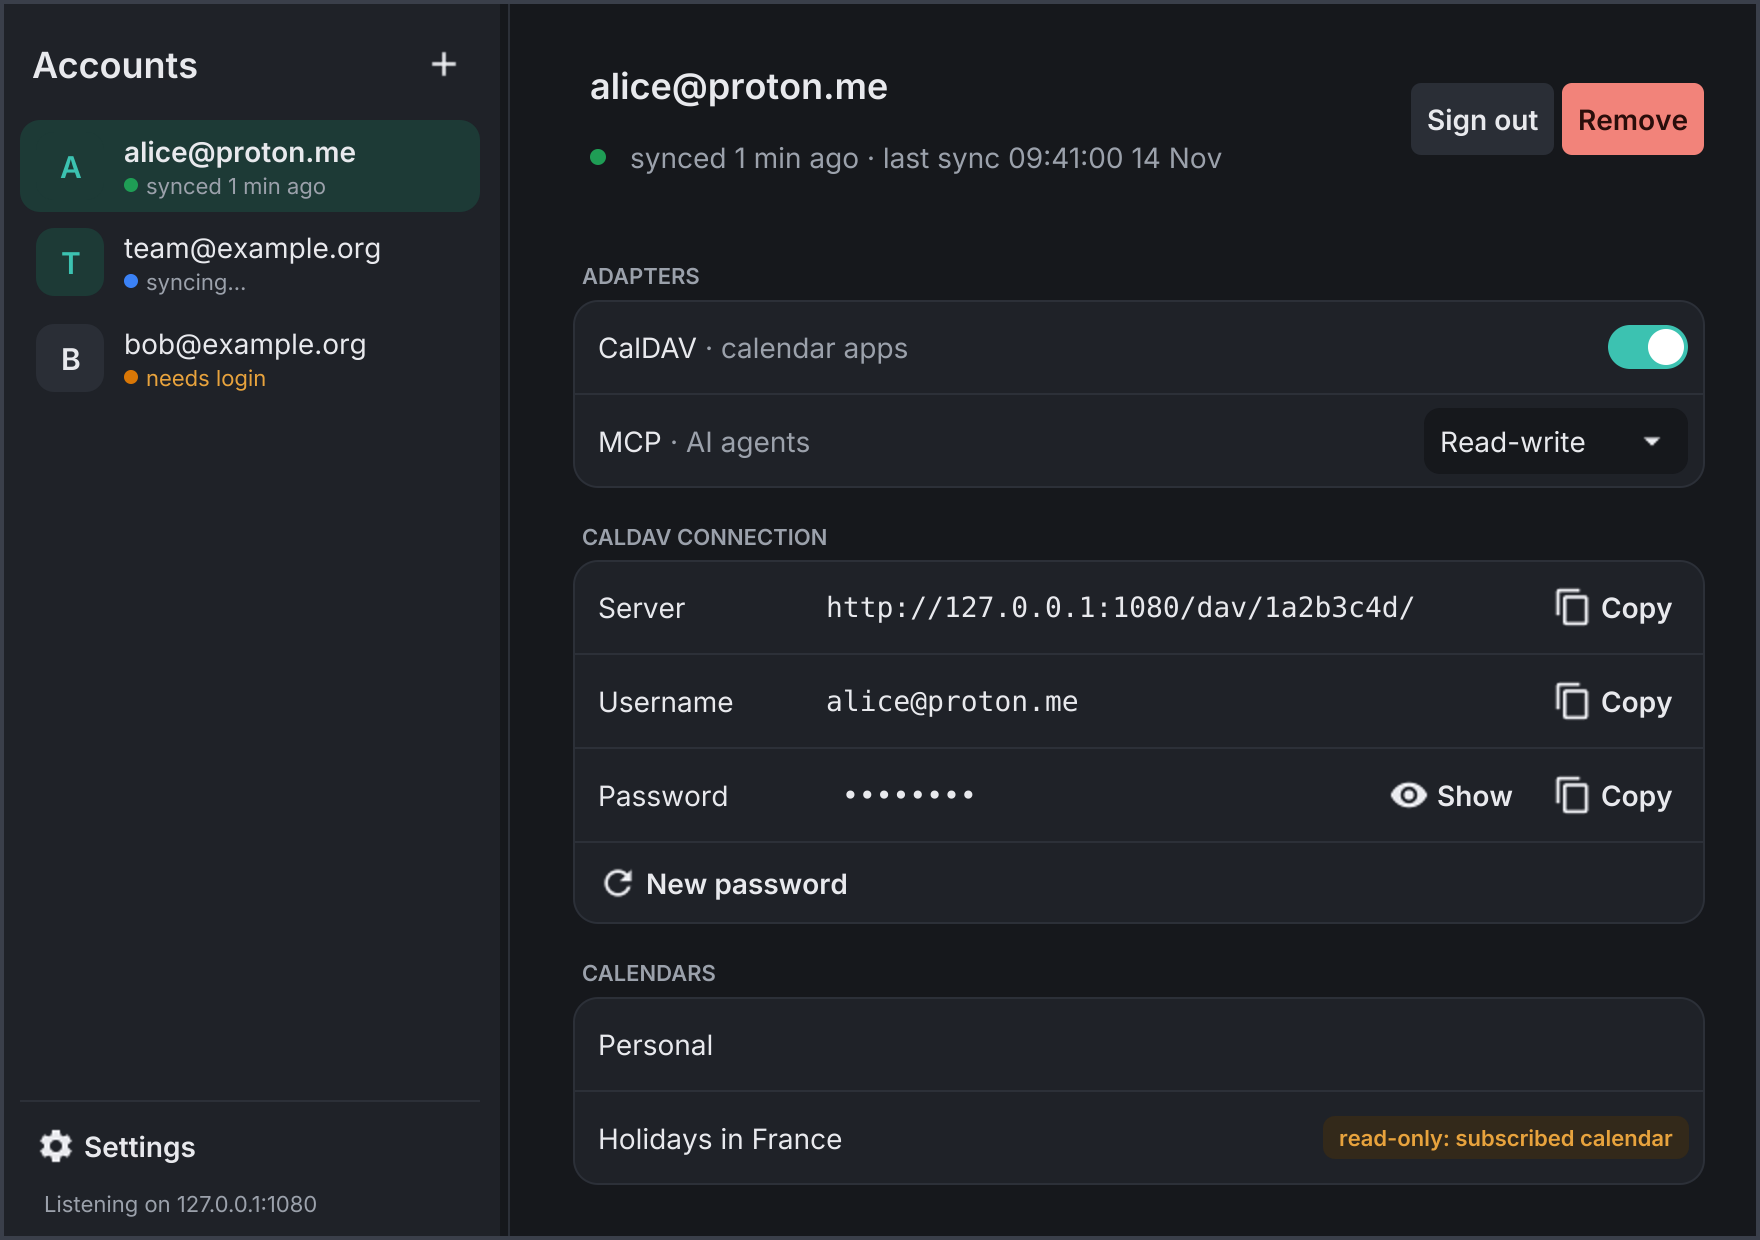 Accounts
A
alice@proton.me
synced 1 min ago
T
team@example.org
syncing...
B
bob@example.org
needs login
Settings
Listening on 127.0.0.1:1080
alice@proton.me
synced 1 min ago · last sync 09:41:00 14 Nov
Sign out
Remove
ADAPTERS
CalDAV · calendar apps
MCP · AI agents
Read-write
CALDAV CONNECTION
Server
http://127.0.0.1:1080/dav/1a2b3c4d/
Copy
Username
alice@proton.me
Copy
Password
••••••••
Show
Copy
New password
CALENDARS
Personal
Holidays in France
read-only: subscribed calendar